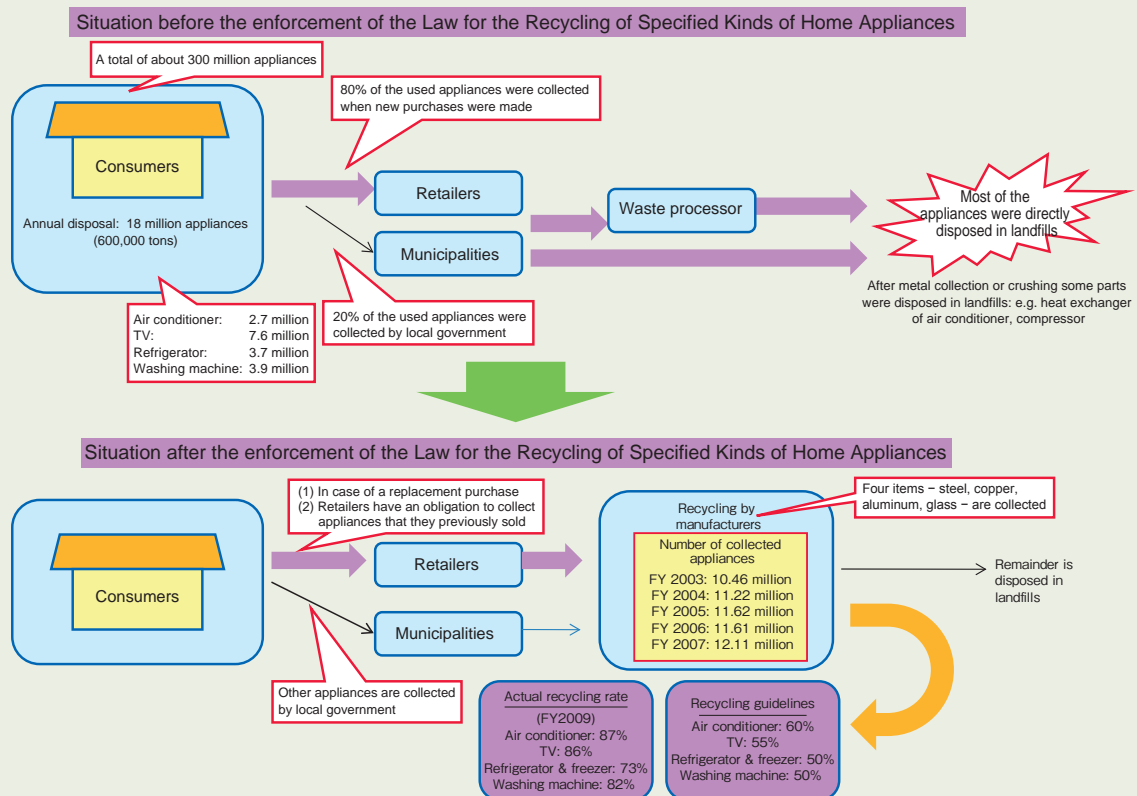 Situation before the enforcement of the Law for the Recycling of Specified Kinds of Home Appliances
A total of about 300 million appliances
80% of the used appliances were collected
when new purchases were made
Consumers
Annual disposal: 18 million appliances
(600,000 tons)
Retailers
Municipalities
Waste processor
Most of the
appliances were directly
disposed in landfills
After metal collection or crushing some parts
were disposed in landfills: e.g. heat exchanger
of air conditioner, compressor
Air conditioner: 2.7 million
TV: 7.6 million
Refrigerator: 3.7 million
Washing machine: 3.9 million
20% of the used appliances were
collected by local government
Situation after the enforcement of the Law for the Recycling of Specified Kinds of Home Appliances
(1) In case of a replacement purchase
(2) Retailers have an obligation to collect
appliances that they previously sold
Consumers
Retailers
Municipalities
Other appliances are collected
by local government
Recycling by
manufacturers
Number of collected
appliances
FY 2003: 10.46 million
FY 2004: 11.22 million
FY 2005: 11.62 million
FY 2006: 11.61 million
FY 2007: 12.11 million
Four items − steel, copper,
aluminum, glass − are collected
Remainder is
disposed in
landfills
Actual recycling rate
(FY2009)
Air conditioner: 87%
TV: 86%
Refrigerator & freezer: 73%
Washing machine: 82%
Recycling guidelines
Air conditioner: 60%
TV: 55%
Refrigerator & freezer: 50%
Washing machine: 50%